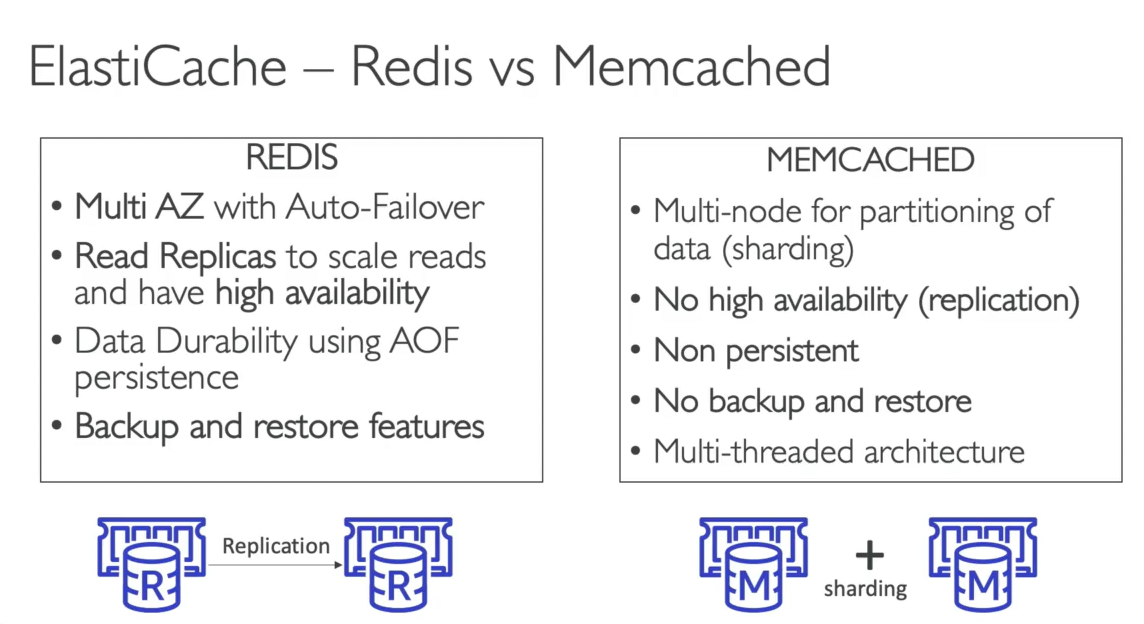 ElastiCache – Redis vs Memcached
REDIS
• Multi AZ with Auto-Failover
• Read Replicas to scale reads
and have high availability
• Data Durability using AOF
persistence
• Backup and restore features
MEMCACHED
• Multi-node for partitioning of
data (sharding)
• No high availability (replication)
• Non persistent
• No backup and restore
• Multi-threaded architecture
R
Replication
R
M
+
sharding
M